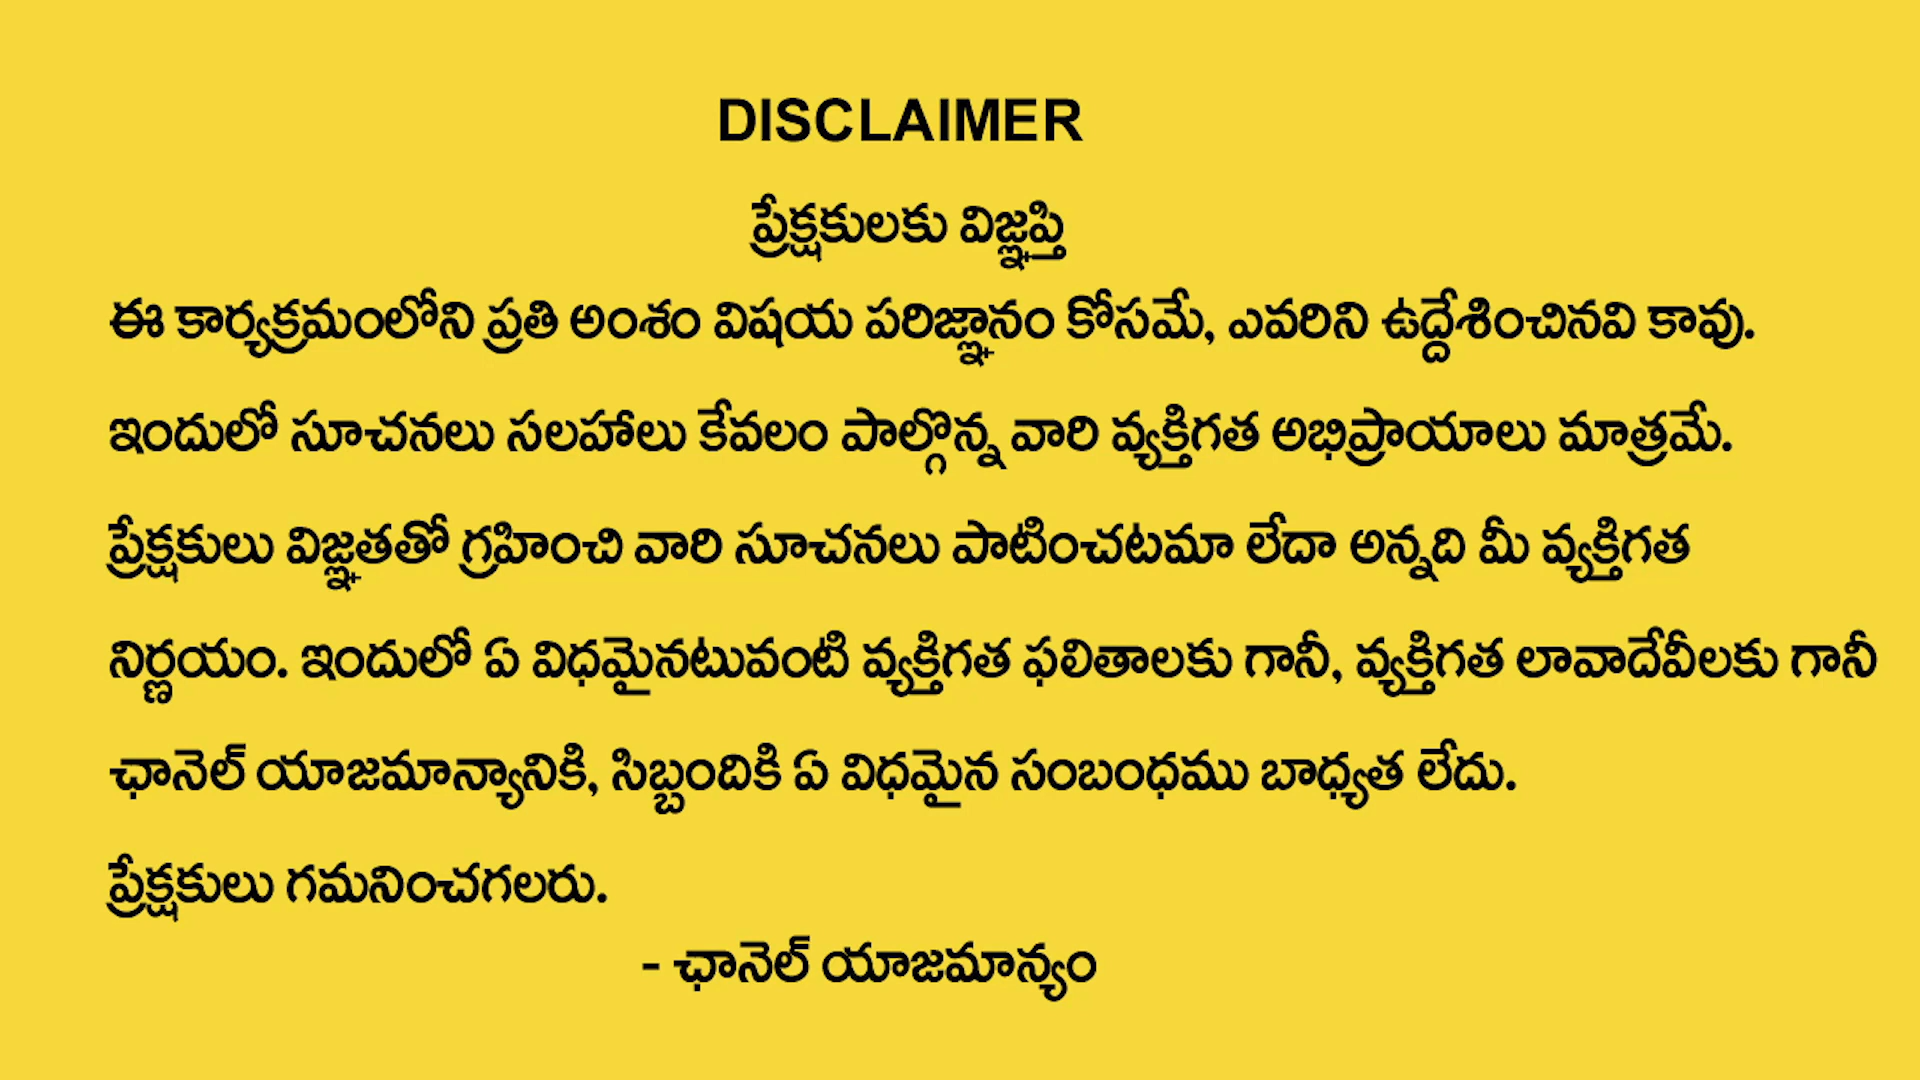 DISCLAIMER
ప్రేక్షకులకు విజ్ఞప్తి
ఈ కార్యక్రమంలోని ప్రతి అంశం విషయ పరిజ్ఞానం కోసమే, ఎవరిని ఉద్దేశించినవి కావు.
ఇందులో సూచనలు సలహాలు కేవలం పాల్గొన్న వారి వ్యక్తిగత అభిప్రాయాలు మాత్రమే.
ప్రేక్షకులు విజ్ఞతతో గ్రహించి వారి సూచనలు పాటించటమా లేదా అన్నది మీ వ్యక్తిగత
నిర్ణయం. ఇందులో ఏ విధమైనటువంటి వ్యక్తిగత ఫలితాలకు గానీ, వ్యక్తిగత లావాదేవీలకు గానీ
ఛానెల్ యాజమాన్యానికి, సిబ్బందికి ఏ విధమైన సంబంధము బాధ్యత లేదు.
ప్రేక్షకులు గమనించగలరు.
- ఛానెల్ యాజమాన్యం